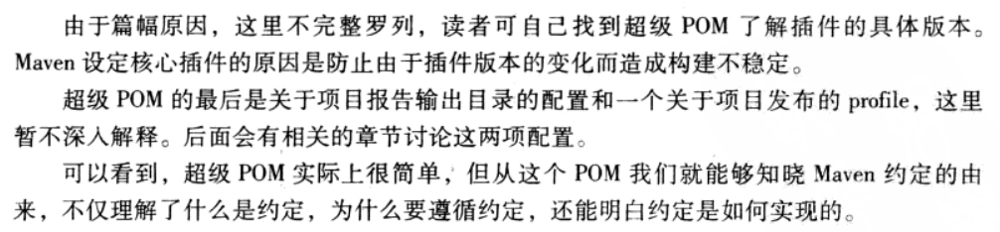 由于篇幅原因，这里不完整罗列，读者可自己找到超级 POM 了解插件的具体版本。
Maven 设定核心插件的原因是防止由于插件版本的变化而造成构建不稳定。
超级 POM 的最后是关于项目报告输出目录的配置和一个关于项目发布的 profile，这里
暂不深入解释。后面会有相关的章节讨论这两项配置。
可以看到，超级 POM 实际上很简单，但从这个 POM 我们就能够知晓 Maven 约定的由
来，不仅理解了什么是约定，为什么要遵循约定，还能明白约定是如何实现的。